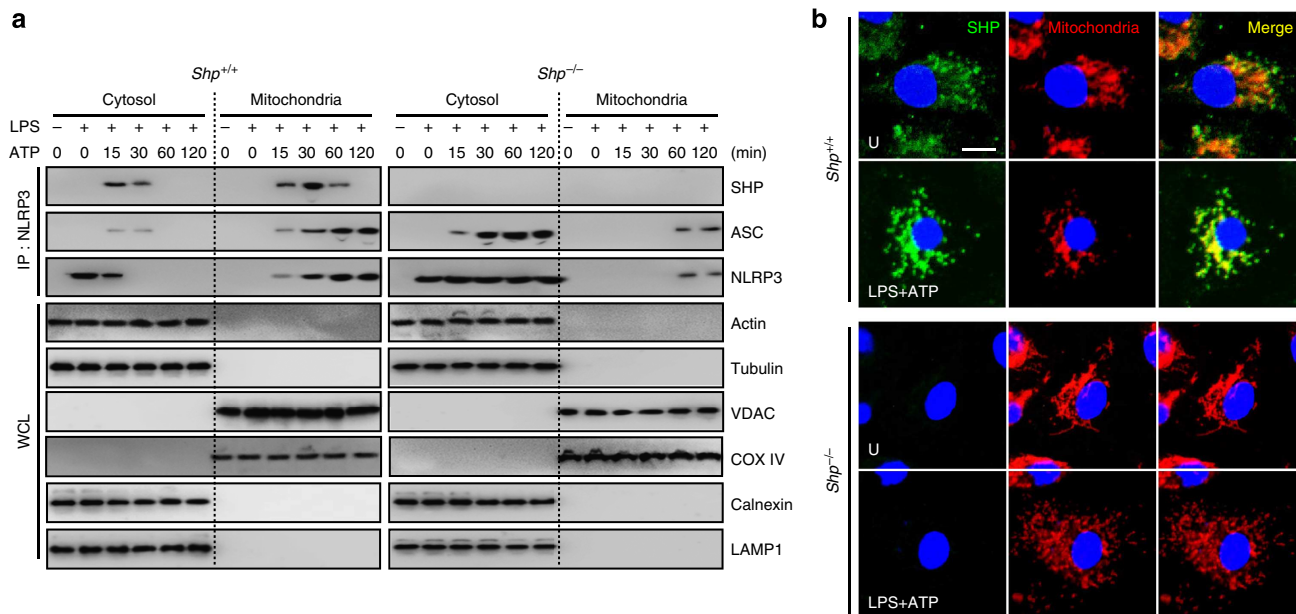 a
Shp+/+ Shp−/−
Cytosol Mitochondria Cytosol Mitochondria
LPS − + + + + + − + + + + + − + + + + + − + + + + +
ATP 0 0 15 30 60 120 0 0 15 30 60 120 0 0 15 30 60 120 0 0 15 30 60 120 (min)
IP : NLRP3
SHP
ASC
NLRP3
WCL
Actin
Tubulin
VDAC
COX IV
Calnexin
LAMP1
b
SHP Mitochondria Merge
Shp+/+
U
LPS+ATP
Shp−/−
U
LPS+ATP